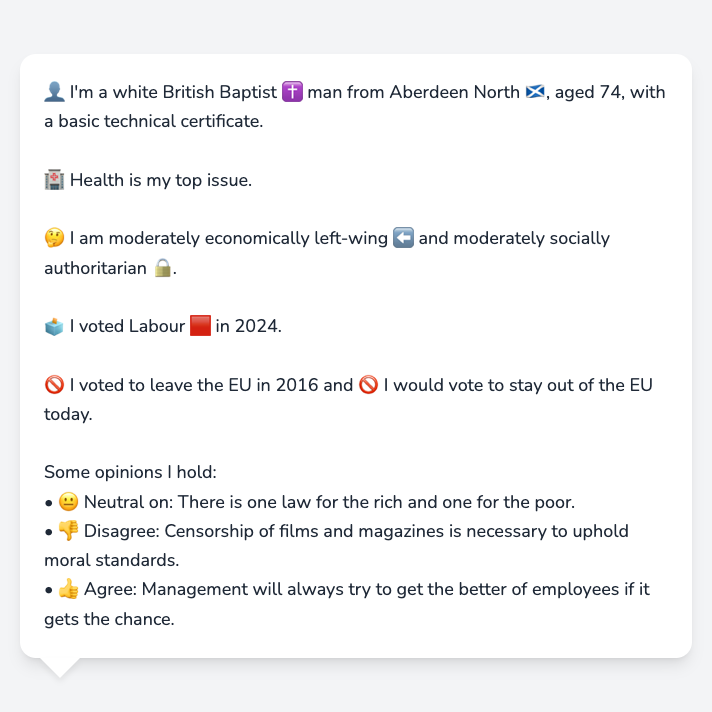 👤 I'm a white British Baptist ✝️ man from Aberdeen North 🏴󠁧󠁢󠁳󠁣󠁴󠁿, aged 74, with
a basic technical certificate.
🏥 Health is my top issue.
🤔 I am moderately economically left-wing ⬅️ and moderately socially
authoritarian 🔒.
🗳️ I voted Labour 🟥 in 2024.
🚫 I voted to leave the EU in 2016 and 🚫 I would vote to stay out of the EU
today.
Some opinions I hold:
• 😐 Neutral on: There is one law for the rich and one for the poor.
• 👎 Disagree: Censorship of films and magazines is necessary to uphold
moral standards.
• 👍 Agree: Management will always try to get the better of employees if it
gets the chance.